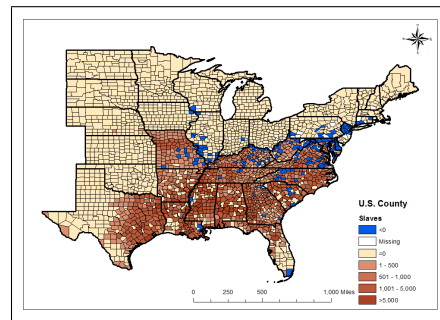 U.S. County
Slaves
<0
Missing
=0
1 - 500
501 - 1,000
1,001 - 5,000
>5,000
0 250 500 1,000 Miles